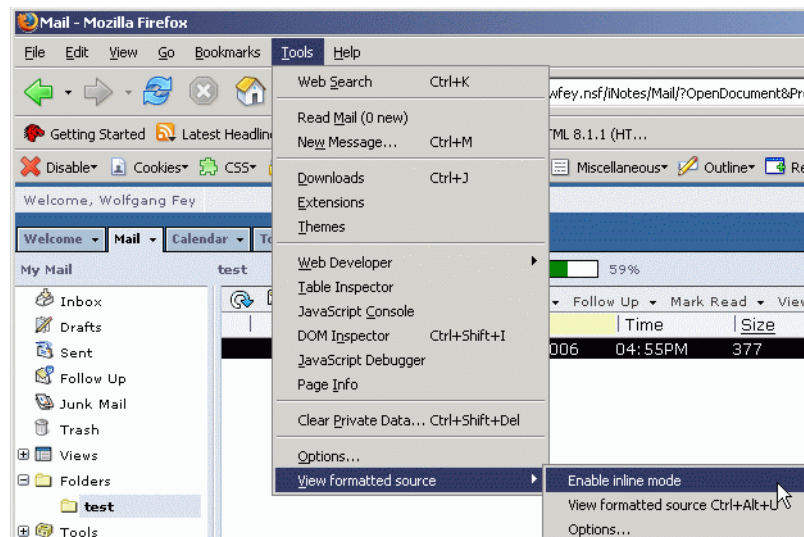 Mail - Mozilla Firefox
File Edit View Go Bookmarks Tools Help
Web Search Ctrl+K
wfey.nsf/iNotes/Mail/?OpenDocument&Pr
Read Mail (0 new)
Getting Started Latest Headlin
TML 8.1.1 (HT...
New Message... Ctrl+M
Disable Cookies CSS
Miscellaneous Outline Re
Downloads Ctrl+J
Welcome, Wolfgang Fey
Extensions
Themes
Welcome Mail Calendar To
Web Developer
My Mail test
59%
Table Inspector
Inbox
JavaScript Console
Follow Up Mark Read View
Drafts
Time Size
DOM Inspector Ctrl+Shift+I
Sent
006 04:55PM 377
JavaScript Debugger
Follow Up
Page Info
Junk Mail
Clear Private Data... Ctrl+Shift+Del
Trash
Views
Options...
Folders
View formatted source
Enable inline mode
test
View formatted source Ctrl+Alt+U
Tools
Options...